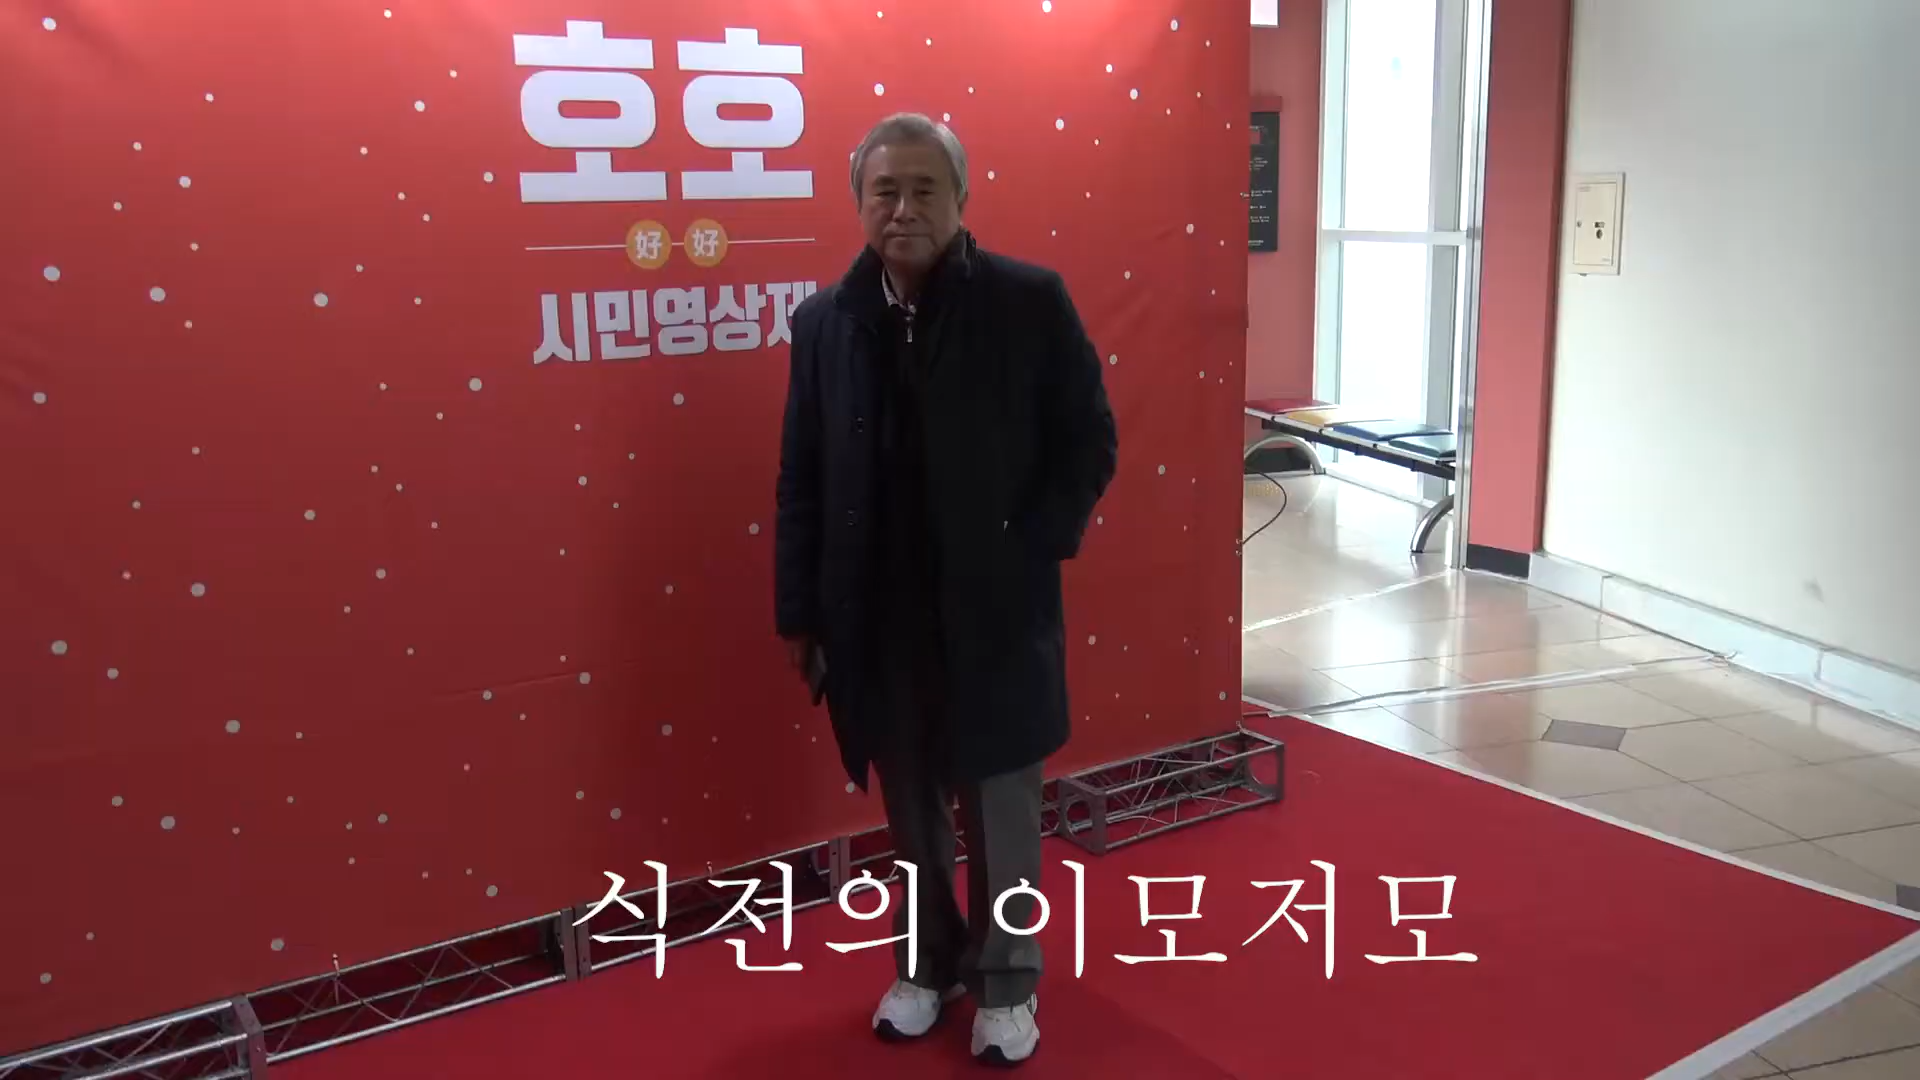 호호
好 好
시민영상제
식전의 이모저모